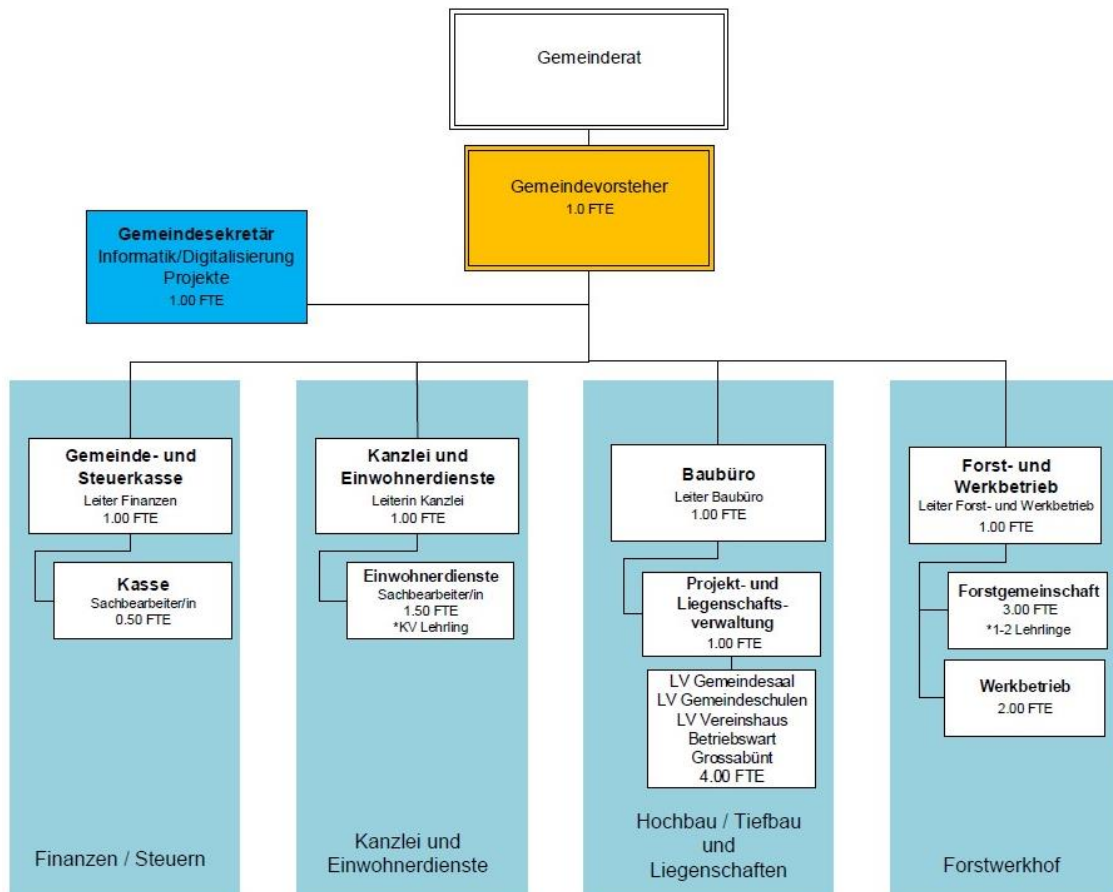 Gemeinderat
Gemeindevorsteher
1.0 FTE
Gemeindesekretär
Informatik/Digitalisierung
Projekte
1.00 FTE
Gemeinde- und
Steuerkasse
Leiter Finanzen
1.00 FTE
Kasse
Sachbearbeiter/in
0.50 FTE
Finanzen / Steuern
Kanzlei und
Einwohnerdienste
Leiterin Kanzlei
1.00 FTE
Einwohnerdienste
Sachbearbeiter/in
1.50 FTE
*KV Lehrling
Kanzlei und
Einwohnerdienste
Baubüro
Leiter Baubüro
1.00 FTE
Projekt- und
Liegenschafts-
verwaltung
1.00 FTE
LV Gemeindesaal
LV Gemeindeschulen
LV Vereinshaus
Betriebswart
Grossabünt
4.00 FTE
Hochbau / Tiefbau
und
Liegenschaften
Forst- und
Werkbetrieb
Leiter Forst- und Werkbetrieb
1.00 FTE
Forstgemeinschaft
3.00 FTE
*1-2 Lehrlinge
Werkbetrieb
2.00 FTE
Forstwerkhof